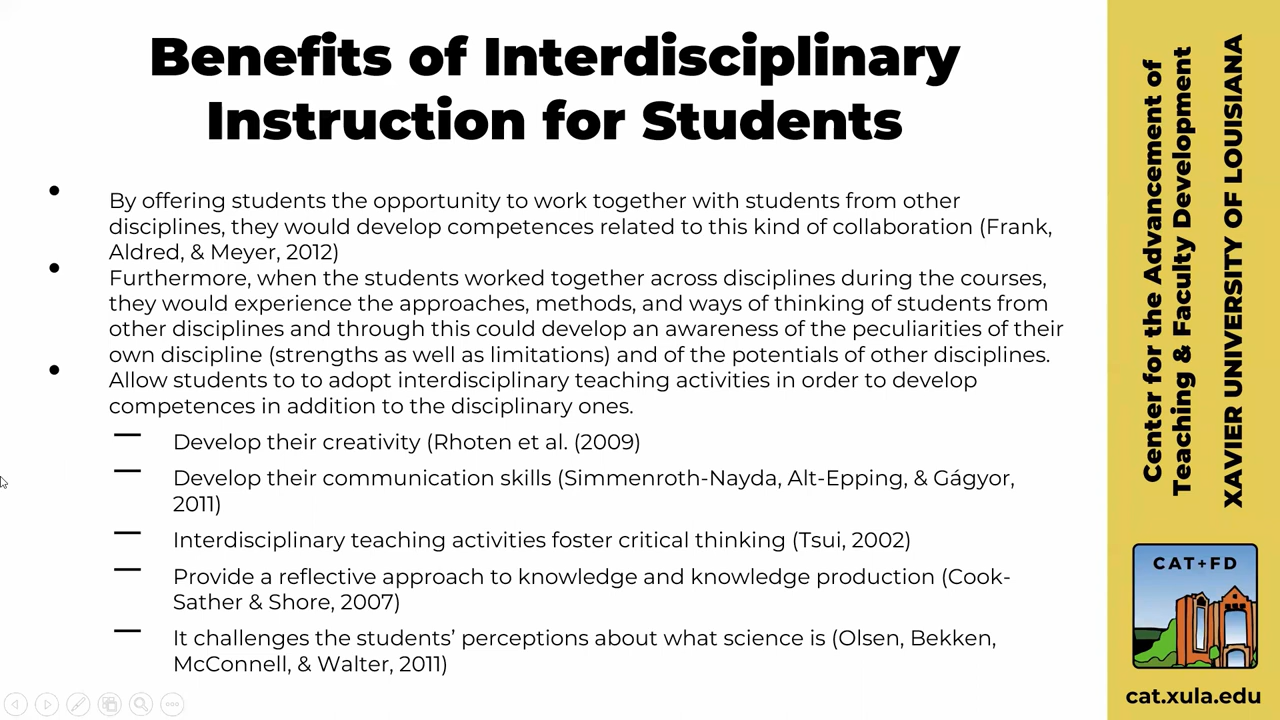 Benefits of Interdisciplinary
Instruction for Students
• By offering students the opportunity to work together with students from other
disciplines, they would develop competences related to this kind of collaboration (Frank,
Aldred, & Meyer, 2012)
• Furthermore, when the students worked together across disciplines during the courses,
they would experience the approaches, methods, and ways of thinking of students from
other disciplines and through this could develop an awareness of the peculiarities of their
own discipline (strengths as well as limitations) and of the potentials of other disciplines.
• Allow students to to adopt interdisciplinary teaching activities in order to develop
competences in addition to the disciplinary ones.
— Develop their creativity (Rhoten et al. (2009)
— Develop their communication skills (Simmenroth-Nayda, Alt-Epping, & Gágyor,
2011)
— Interdisciplinary teaching activities foster critical thinking (Tsui, 2002)
— Provide a reflective approach to knowledge and knowledge production (Cook-
Sather & Shore, 2007)
— It challenges the students’ perceptions about what science is (Olsen, Bekken,
McConnell, & Walter, 2011)
Center for the Advancement of
Teaching & Faculty Development
XAVIER UNIVERSITY OF LOUISIANA
CAT+FD
cat.xula.edu